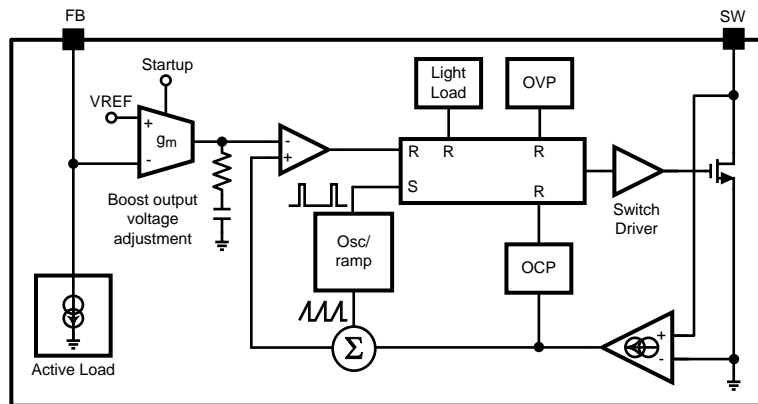 FB
SW
Startup
VREF
+
gm
-
Light
Load
OVP
-
+
R
R
R
S
R
Boost output
voltage
adjustment
Osc/
ramp
OCP
Switch
Driver
Σ
+
-
Active Load